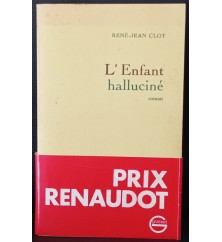 RENÉ-JEAN CLOT
L'Enfant
halluciné
roman
PRIX
RENAUDOT